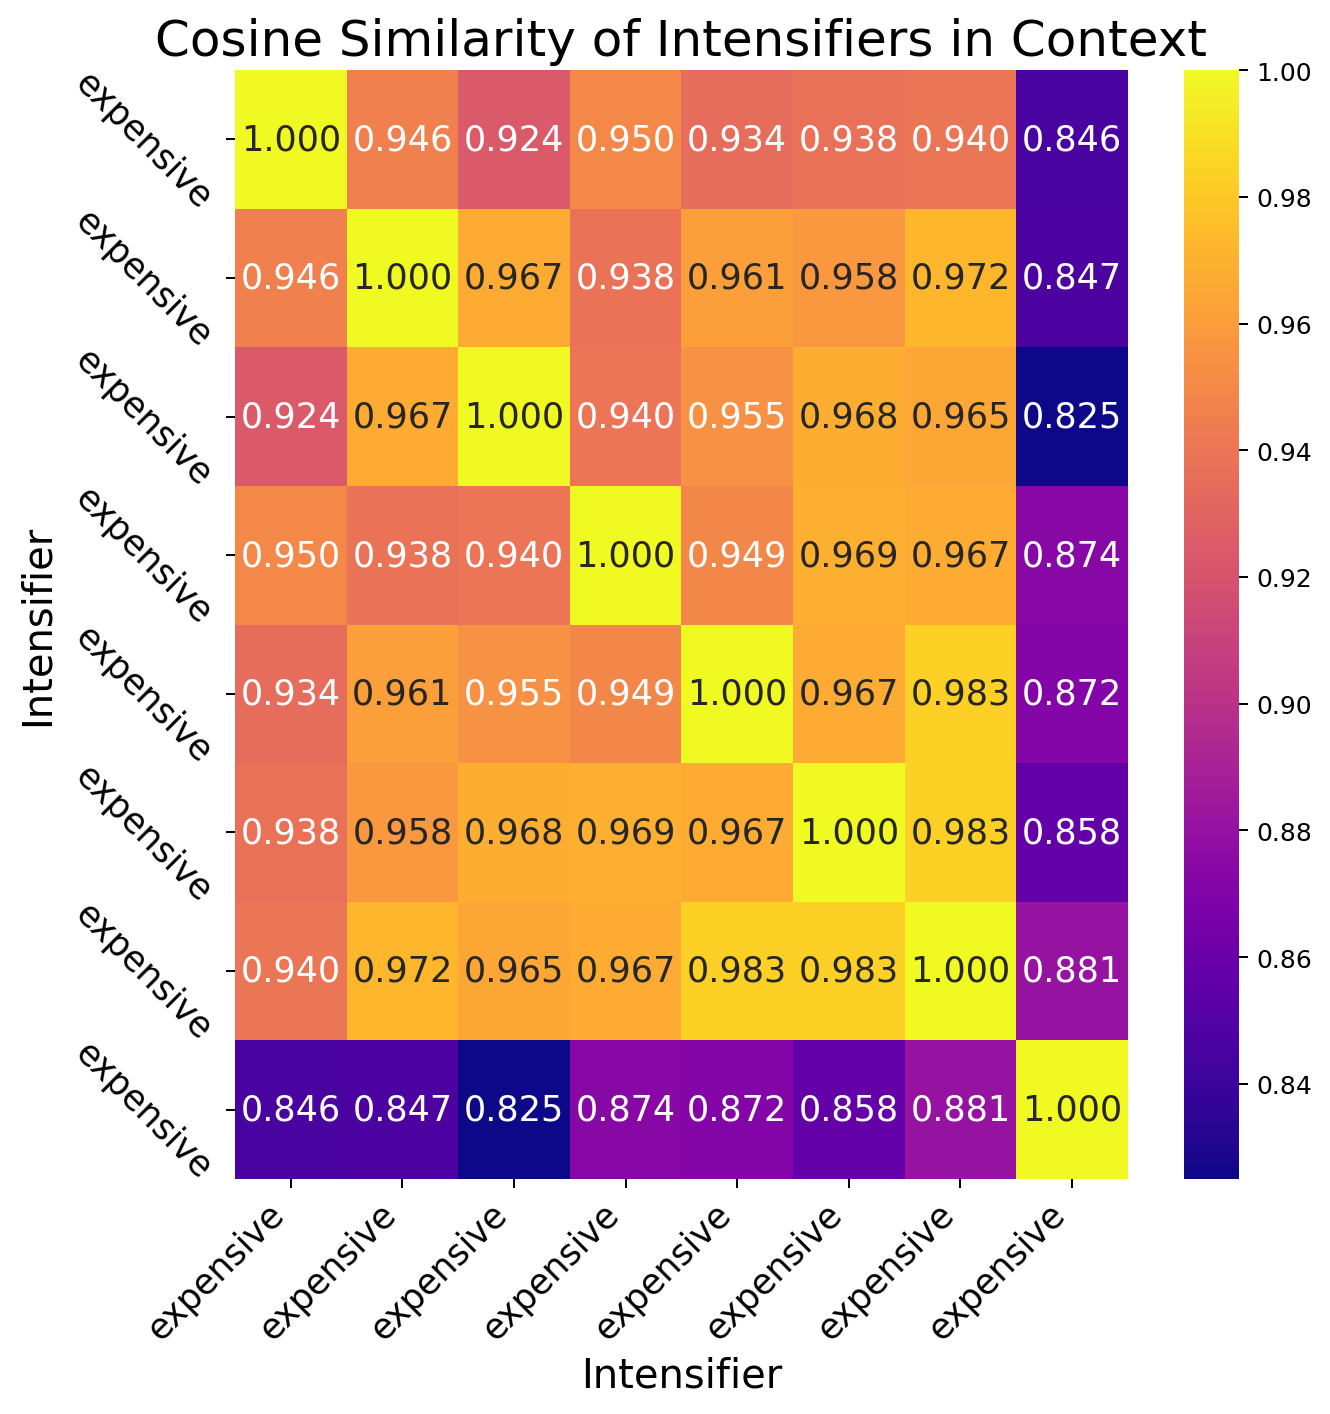 Cosine Similarity of Intensifiers in Context
expensive 1.000 0.946 0.924 0.950 0.934 0.938 0.940 0.846
expensive 0.946 1.000 0.967 0.938 0.961 0.958 0.972 0.847
expensive 0.924 0.967 1.000 0.940 0.955 0.968 0.965 0.825
expensive 0.950 0.938 0.940 1.000 0.949 0.969 0.967 0.874
expensive 0.934 0.961 0.955 0.949 1.000 0.967 0.983 0.872
expensive 0.938 0.958 0.968 0.969 0.967 1.000 0.983 0.858
expensive 0.940 0.972 0.965 0.967 0.983 0.983 1.000 0.881
expensive 0.846 0.847 0.825 0.874 0.872 0.858 0.881 1.000
Intensifier
expensive expensive expensive expensive expensive expensive expensive expensive
Intensifier
1.00
0.98
0.96
0.94
0.92
0.90
0.88
0.86
0.84